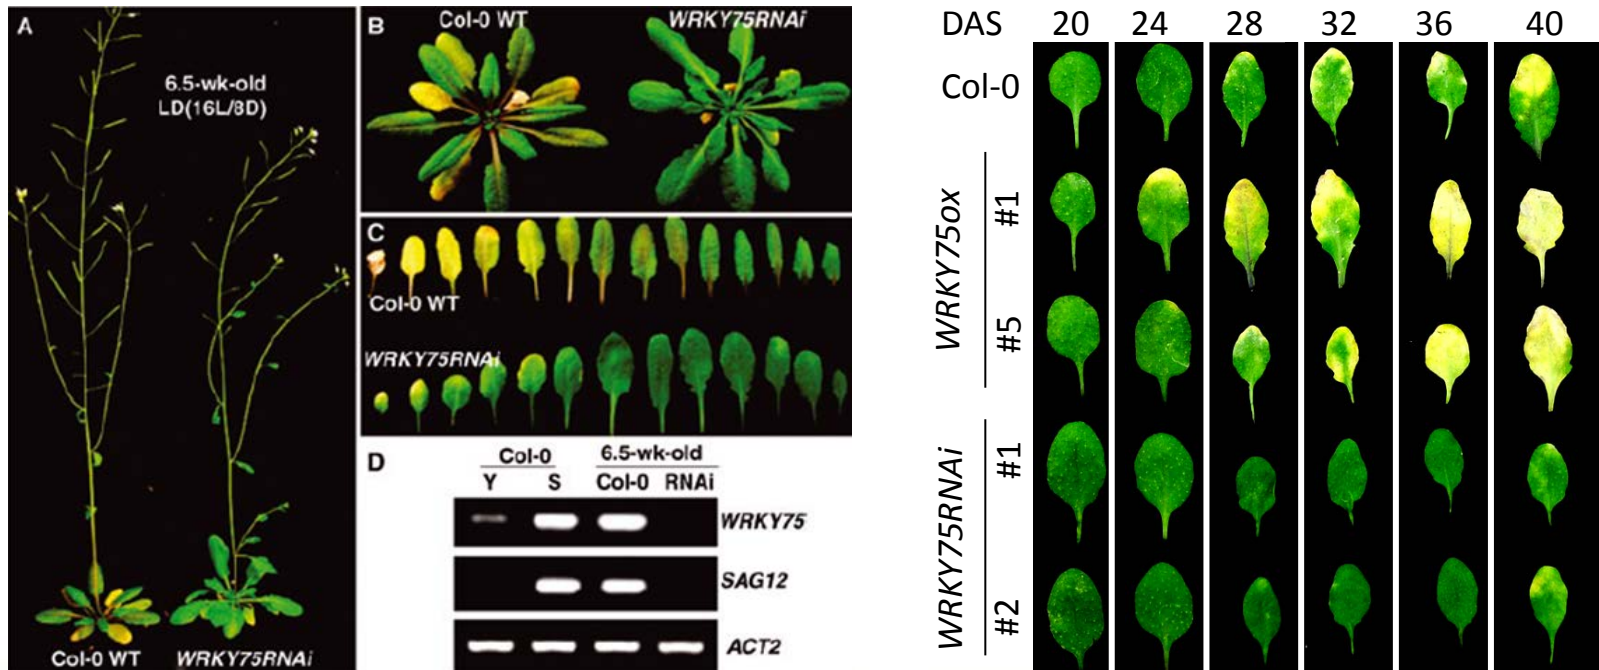 A
6.5-wk-old
LD(16L/8D)
Col-0 WT
WRKY75RNAi
B
Col-0 WT
WRKY75RNAi
C
Col-0 WT
WRKY75RNAi
D
Col-0
6.5-wk-old
Y S Col-0 RNAi
WRKY75
SAG12
ACT2
DAS 20 24 28 32 36 40
Col-0
WRKY75ox
#1
#5
WRKY75RNAi
#1
#2